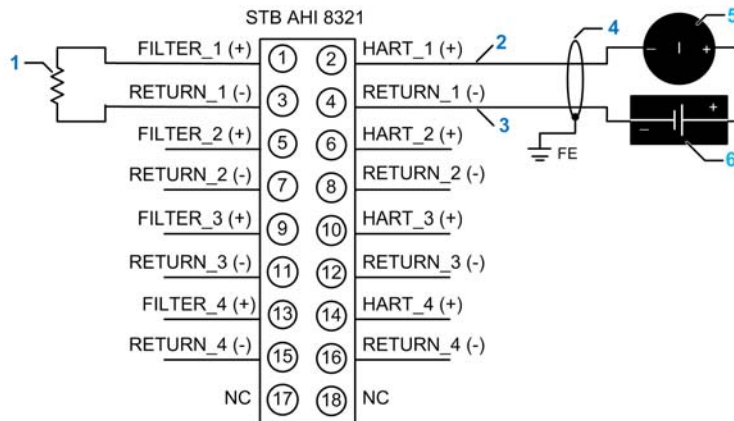 STB AHI 8321
1
FILTER_1 (+)
1
2
HART_1 (+)
2
4
5
− I +
RETURN_1 (-)
3
4
RETURN_1 (-)
3
− +
6
FE
FILTER_2 (+)
5
6
HART_2 (+)
RETURN_2 (-)
7
8
RETURN_2 (-)
FILTER_3 (+)
9
10
HART_3 (+)
RETURN_3 (-)
11
12
RETURN_3 (-)
FILTER_4 (+)
13
14
HART_4 (+)
RETURN_4 (-)
15
16
RETURN_4 (-)
NC
17
18
NC